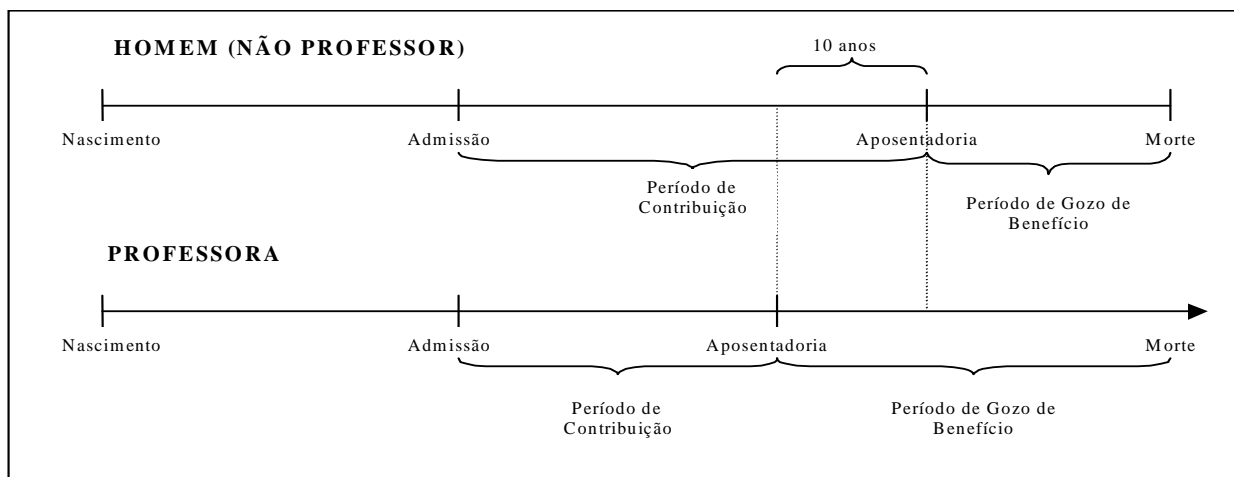 HOMEM (NÃO PROFESSOR)
10 anos
Nascimento
Admissão
Aposentadoria
Morte
Período de
Contribuição
Período de Gozo de
Benefício
PROFESSORA
Nascimento
Admissão
Aposentadoria
Morte
Período de
Contribuição
Período de Gozo de
Benefício